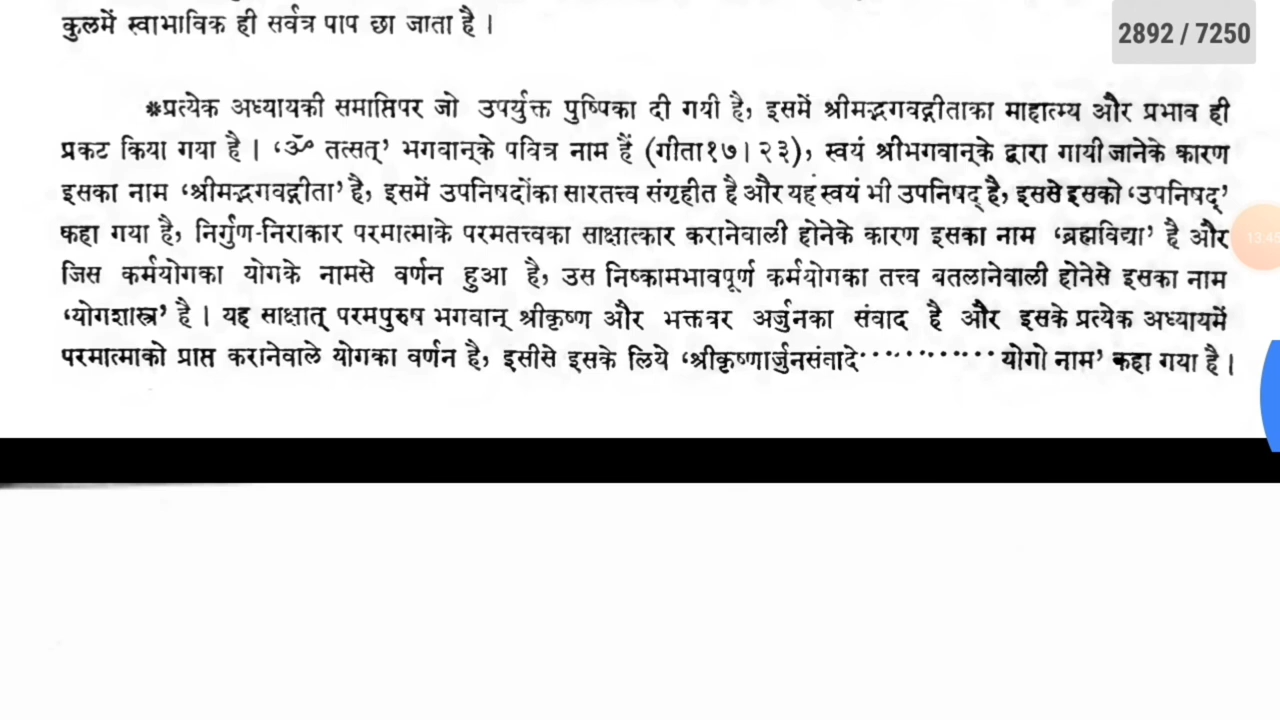 कुलमें स्वाभाविक ही सर्वत्र पाप छा जाता है ।
2892 / 7250
*प्रत्येक अध्यायकी समाप्तिपर जो उपर्युक्त पुष्पिका दी गयी है, इसमें श्रीमद्भगवद्गीताका माहात्म्य और प्रभाव ही
प्रकट किया गया है । ‘ॐ तत्सत्’ भगवान्‌के पवित्र नाम हैं (गीता१७।२३), स्वयं श्रीभगवान्‌के द्वारा गायी जानेके कारण
इसका नाम ‘श्रीमद्भगवद्गीता’ है, इसमें उपनिषदोंका सारतत्त्व संगृहीत है और यह स्वयं भी उपनिषद् है, इससे इसको ‘उपनिषद्’
कहा गया है, निर्गुण-निराकार परमात्माके परमतत्त्वका साक्षात्कार करानेवाली होनेके कारण इसका नाम ‘ब्रह्मविद्या’ है और
13:45
जिस कर्मयोगका योगके नामसे वर्णन हुआ है, उस निष्कामभावपूर्ण कर्मयोगका तत्त्व बतलानेवाली होनेसे इसका नाम
‘योगशास्त्र’ है । यह साक्षात् परमपुरुष भगवान् श्रीकृष्ण और भक्तवर अर्जुनका संवाद है और इसके प्रत्येक अध्यायमें
परमात्माको प्राप्त करानेवाले योगका वर्णन है, इसीसे इसके लिये ‘श्रीकृष्णार्जुनसंवादे············योगो नाम’ कहा गया है ।